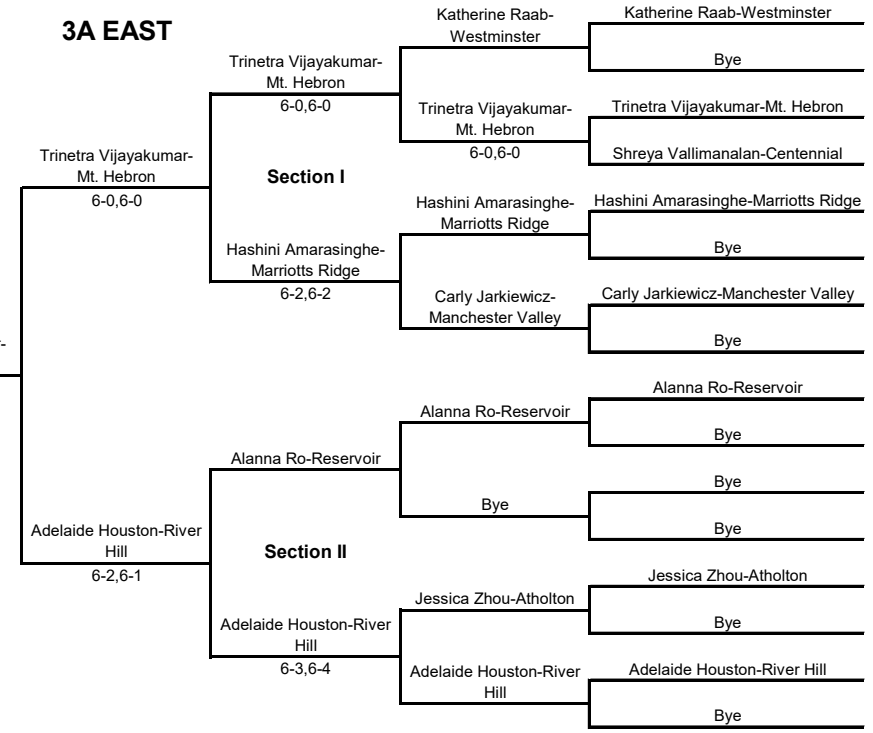 3A EAST
Katherine Raab-
Westminster
Katherine Raab-Westminster
Bye
Trinetra Vijayakumar-
Mt. Hebron
6-0,6-0
Trinetra Vijayakumar-
Mt. Hebron
6-0,6-0
Trinetra Vijayakumar-Mt. Hebron
Shreya Vallimanalan-Centennial
Trinetra Vijayakumar-
Mt. Hebron
6-0,6-0
Section I
Hashini Amarasinghe-
Marriotts Ridge
Hashini Amarasinghe-Marriotts Ridge
Bye
Hashini Amarasinghe-
Marriotts Ridge
6-2,6-2
Carly Jarkiewicz-
Manchester Valley
Carly Jarkiewicz-Manchester Valley
Bye
Alanna Ro-Reservoir
Bye
Alanna Ro-Reservoir
Alanna Ro-Reservoir
Bye
Bye
Bye
Adelaide Houston-River
Hill
6-2,6-1
Section II
Jessica Zhou-Atholton
Jessica Zhou-Atholton
Bye
Adelaide Houston-River
Hill
6-3,6-4
Adelaide Houston-River
Hill
Adelaide Houston-River Hill
Bye